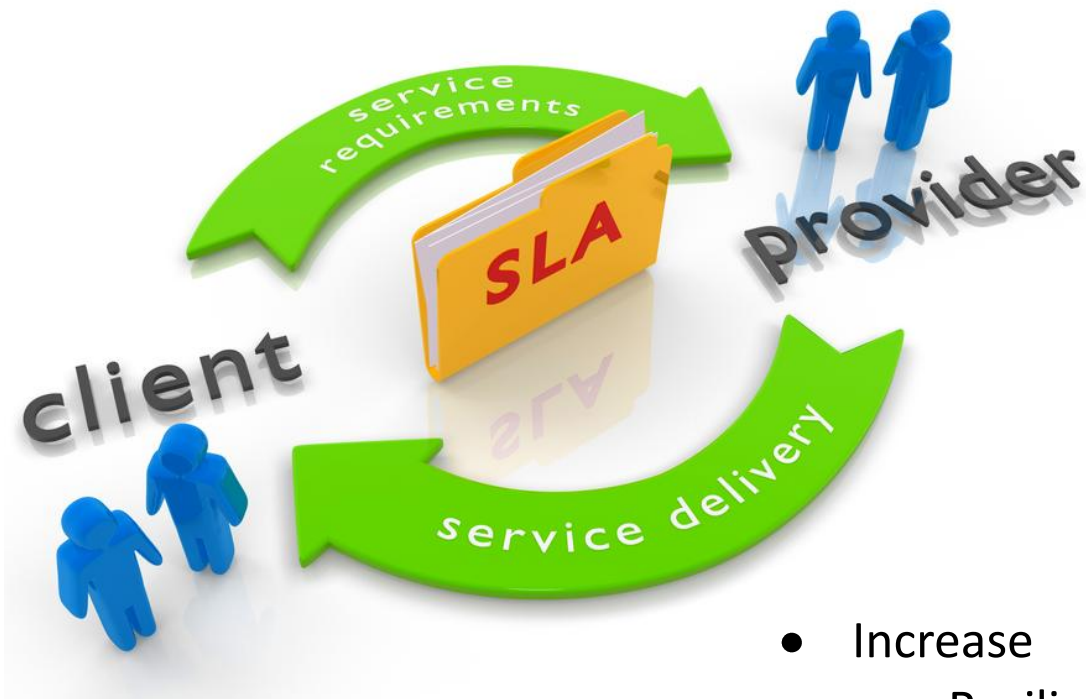 service
requirements
SLA
provider
client
service delivery
• Increase